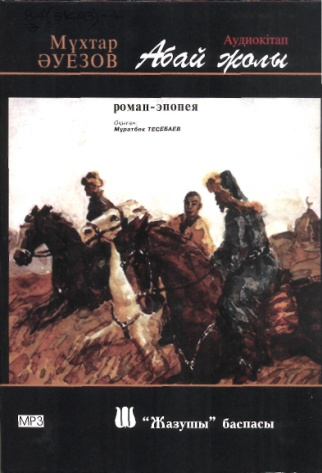 Мұхтар
ӘУЕЗОВ
Аудиокітап
Абай жолы
роман-эпопея
Оқыған:
Мұратбек ТЕСЕБАЕВ
MP3
"Жазушы" баспасы